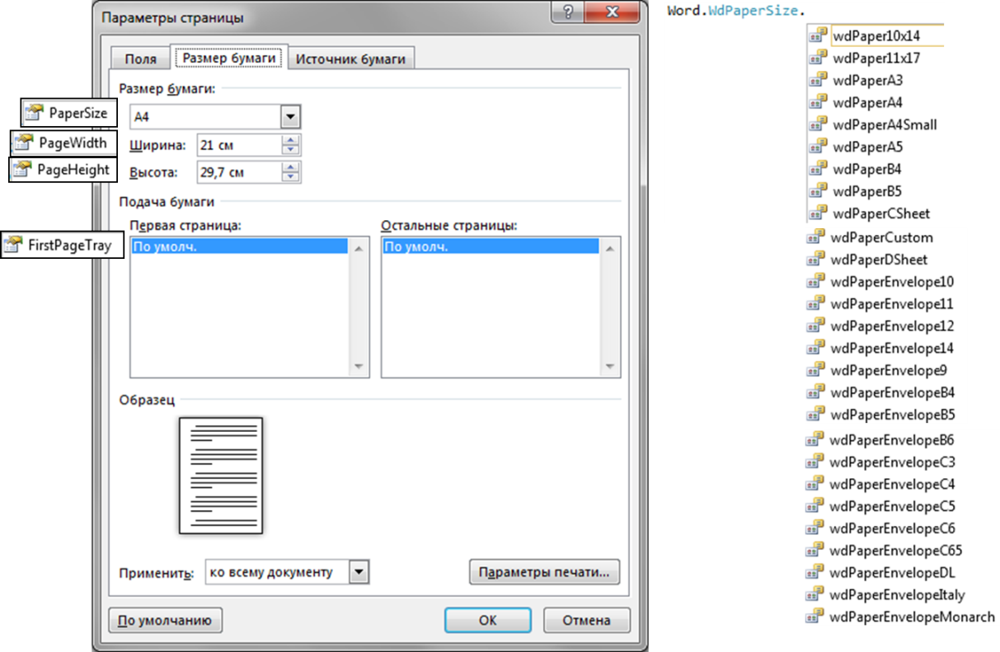 Параметры страницы
Поля Размер бумаги Источник бумаги
Размер бумаги:
PaperSize
A4
PageWidth
Ширина: 21 см
PageHeight
Высота: 29,7 см
Подача бумаги
Первая страница: Остальные страницы:
FirstPageTray
По умолч. По умолч.
Образец
Применить: ко всему документу Параметры печати...
По умолчанию ОК Отмена
Word.WdPaperSize.
wdPaper10x14
wdPaper11x17
wdPaperA3
wdPaperA4
wdPaperA4Small
wdPaperA5
wdPaperB4
wdPaperB5
wdPaperCSheet
wdPaperCustom
wdPaperDSheet
wdPaperEnvelope10
wdPaperEnvelope11
wdPaperEnvelope12
wdPaperEnvelope14
wdPaperEnvelope9
wdPaperEnvelopeB4
wdPaperEnvelopeB5
wdPaperEnvelopeB6
wdPaperEnvelopeC3
wdPaperEnvelopeC4
wdPaperEnvelopeC5
wdPaperEnvelopeC6
wdPaperEnvelopeC65
wdPaperEnvelopeDL
wdPaperEnvelopeItaly
wdPaperEnvelopeMonarch